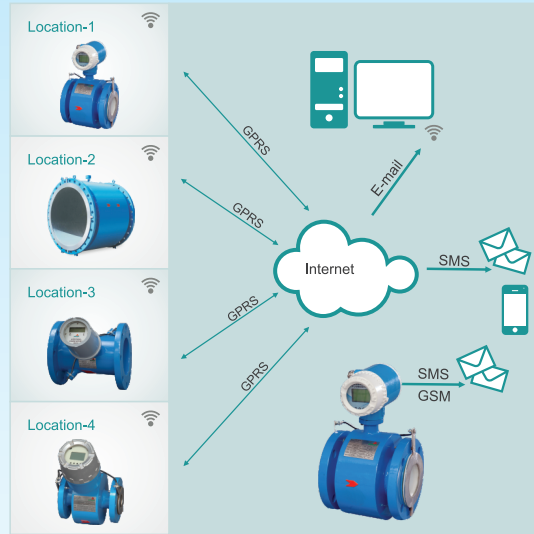 Location-1
Location-2
Location-3
Location-4
GPRS
GPRS
GPRS
GPRS
Internet
E-mail
SMS
SMS
GSM